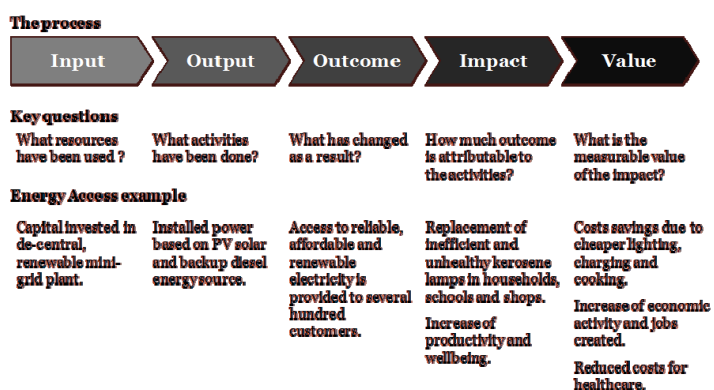 The process
Input Output Outcome Impact Value
Key questions
What resources
have been used ?
What activities
have been done?
What has changed
as a result?
How much outcome
is attributable to
the activities?
What is the
measurable value
of the impact?
Energy Access example
Capital invested in
de-central,
renewable mini-
grid plant.
Installed power
based on PV solar
and backup diesel
energy source.
Access to reliable,
affordable and
renewable
electricity is
provided to several
hundred
customers.
Replacement of
inefficient and
unhealthy kerosene
lamps in households,
schools and shops.
Increase of
productivity and
wellbeing.
Costs savings due to
cheaper lighting,
charging and
cooking.
Increase of economic
activity and jobs
created.
Reduced costs for
healthcare.